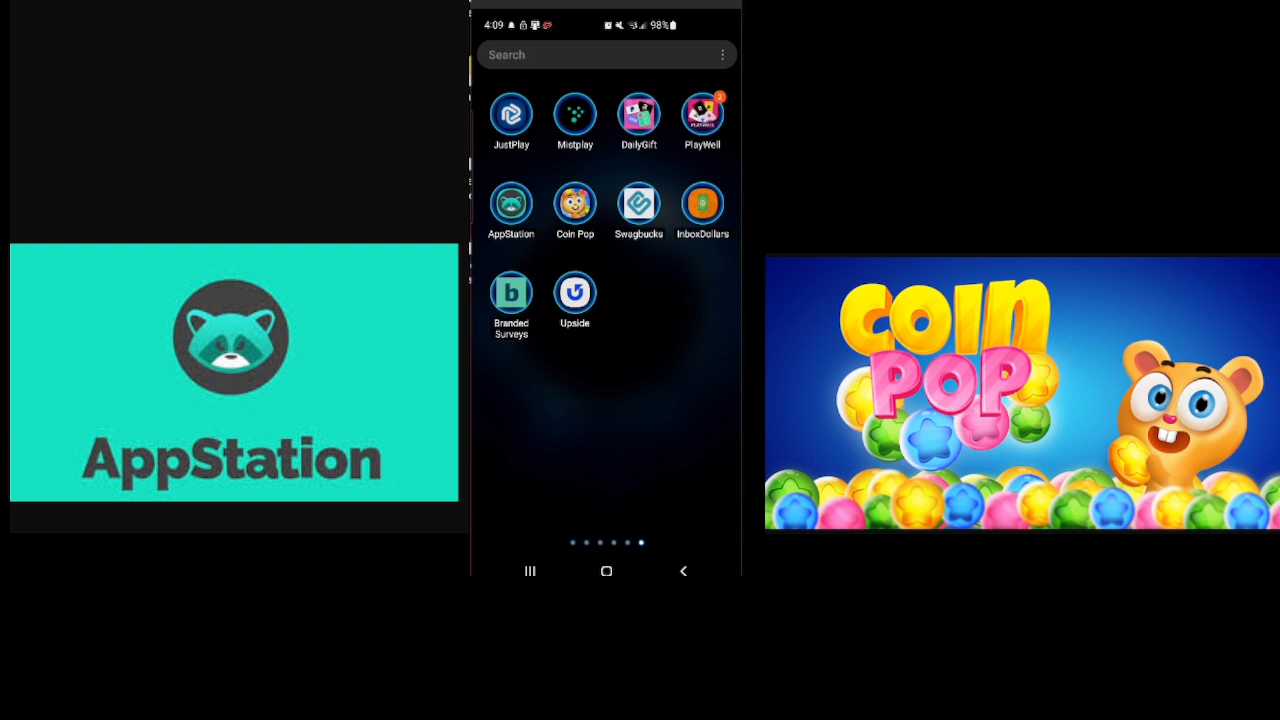 AppStation
4:09
98%
Search
JustPlay
Mistplay
DailyGift
2
PlayWell
AppStation
Coin Pop
Swagbucks
InboxDollars
b
Branded
Surveys
Upside
COIN
POP